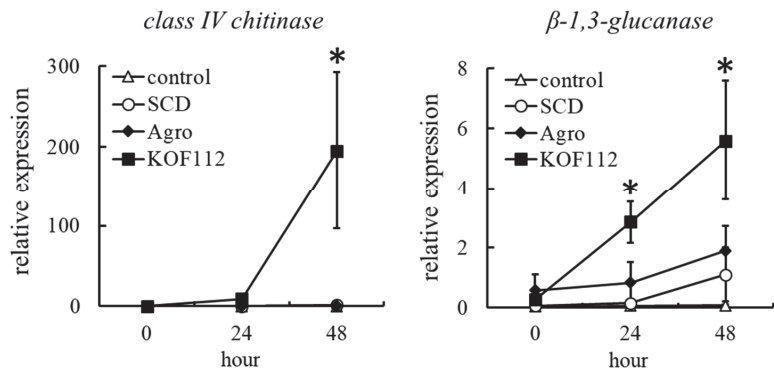 class IV chitinase
*
300
200
100
0
relative expression
control
SCD
Agro
KOF112
0 24 48
hour
β-1,3-glucanase
*
*
8
6
4
2
0
relative expression
control
SCD
Agro
KOF112
0 24 48
hour